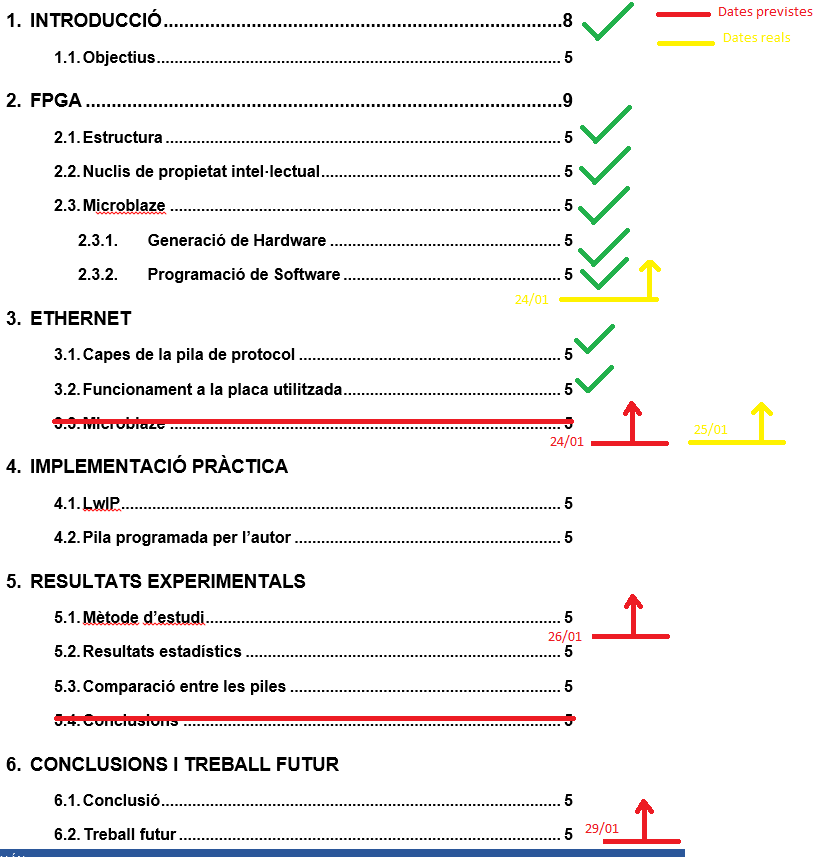 1. INTRODUCCIÓ........8
Dates previstes
Dates reals
1.1. Objectius........5
2. FPGA........9
2.1. Estructura........5
2.2. Nuclis de propietat intel·lectual........5
2.3. Microblaze........5
2.3.1. Generació de Hardware........5
2.3.2. Programació de Software........5
24/01
3. ETHERNET
3.1. Capes de la pila de protocol........5
3.2. Funcionament a la placa utilitzada........5
3.3. Microblaze........5
24/01
25/01
4. IMPLEMENTACIÓ PRÀCTICA
4.1. LwIP........5
4.2. Pila programada per l'autor........5
5. RESULTATS EXPERIMENTALS
5.1. Mètode d'estudi........5
26/01
5.2. Resultats estadístics........5
5.3. Comparació entre les piles........5
5.4. Conclusions........5
6. CONCLUSIONS I TREBALL FUTUR
6.1. Conclusió........5
6.2. Treball futur........5
29/01